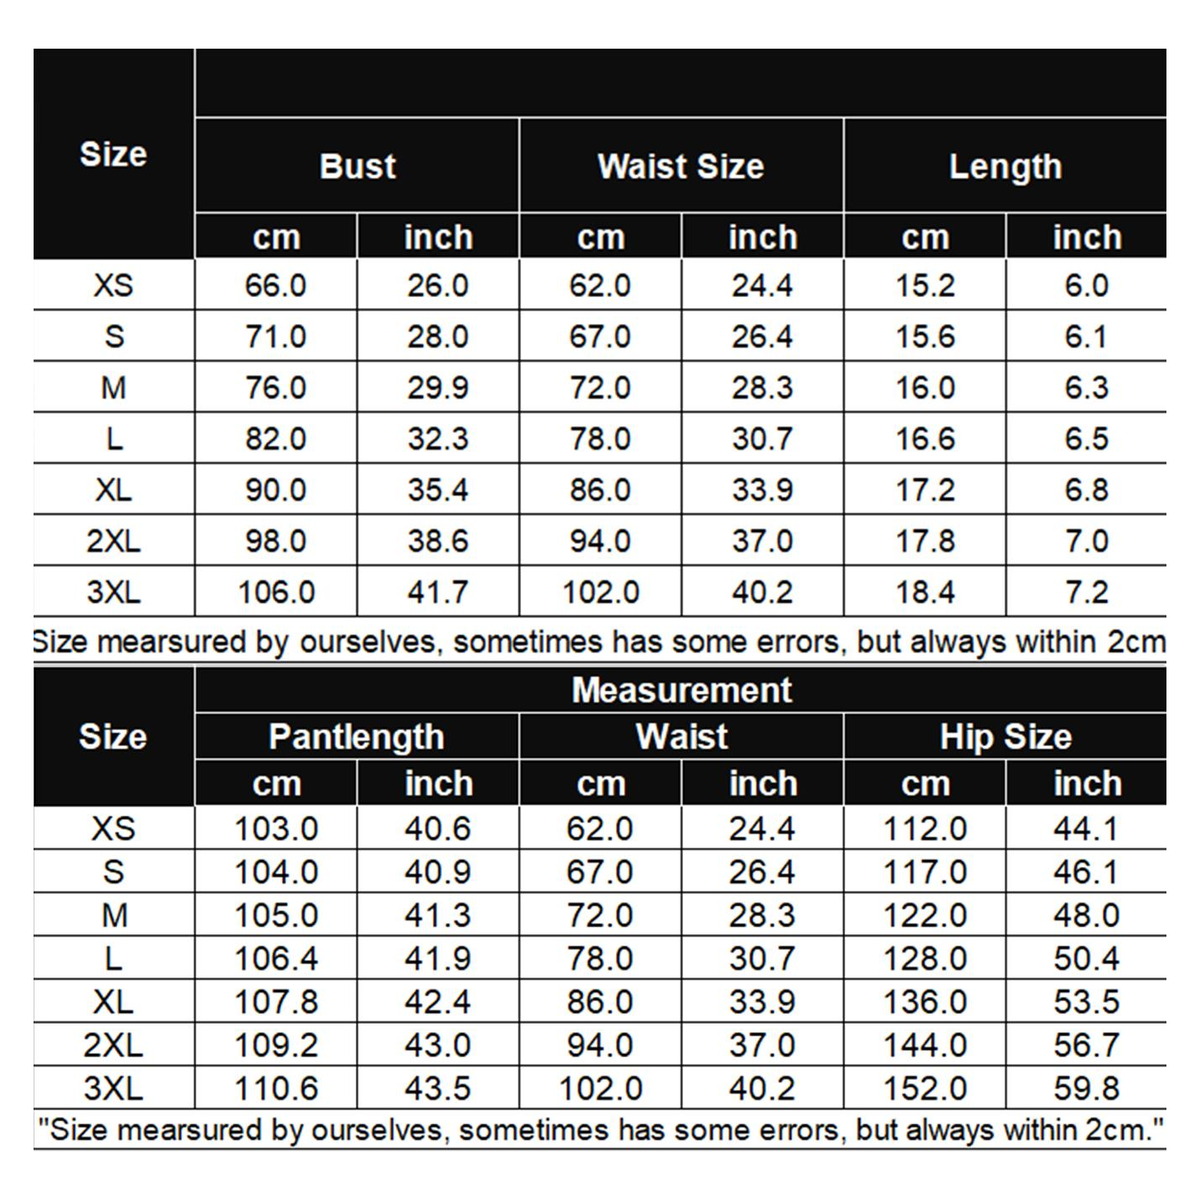 Size
Bust Waist Size Length
cm inch cm inch cm inch
XS 66.0 26.0 62.0 24.4 15.2 6.0
S 71.0 28.0 67.0 26.4 15.6 6.1
M 76.0 29.9 72.0 28.3 16.0 6.3
L 82.0 32.3 78.0 30.7 16.6 6.5
XL 90.0 35.4 86.0 33.9 17.2 6.8
2XL 98.0 38.6 94.0 37.0 17.8 7.0
3XL 106.0 41.7 102.0 40.2 18.4 7.2
Size mearsured by ourselves, sometimes has some errors, but always within 2cm
Measurement
Size Pantlength Waist Hip Size
cm inch cm inch cm inch
XS 103.0 40.6 62.0 24.4 112.0 44.1
S 104.0 40.9 67.0 26.4 117.0 46.1
M 105.0 41.3 72.0 28.3 122.0 48.0
L 106.4 41.9 78.0 30.7 128.0 50.4
XL 107.8 42.4 86.0 33.9 136.0 53.5
2XL 109.2 43.0 94.0 37.0 144.0 56.7
3XL 110.6 43.5 102.0 40.2 152.0 59.8
"Size mearsured by ourselves, sometimes has some errors, but always within 2cm."